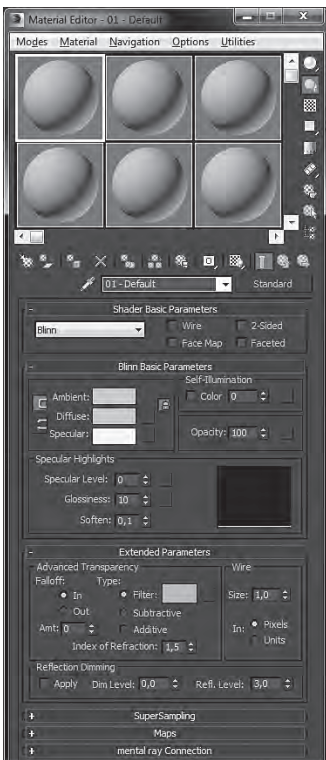 Material Editor - 01 - Default
Modes Material Navigation Options Utilities
01 - Default Standard
Shader Basic Parameters
Blinn Wire 2-Sided
Face Map Faceted
Blinn Basic Parameters
Self-Illumination
Ambient: Color 0
Diffuse:
Specular: Opacity: 100
Specular Highlights
Specular Level: 0
Glossiness: 10
Soften: 0,1
Extended Parameters
Advanced Transparency Wire
Falloff: Type:
In Filter: Size: 1,0
Out Subtractive
Amt: 0 Additive In: Pixels
Units
Index of Refraction: 1,5
Reflection Dimming
Apply Dim Level: 0,0 Refl. Level: 3,0
SuperSampling
Maps
mental ray Connection